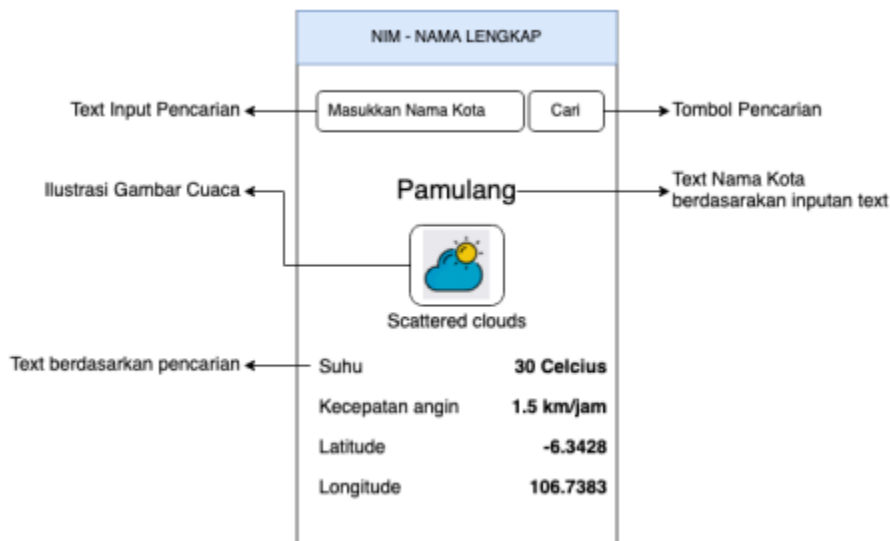 NIM - NAMA LENGKAP
Text Input Pencarian
Masukkan Nama Kota
Cari
Tombol Pencarian
Ilustrasi Gambar Cuaca
Pamulang
Text Nama Kota
berdasarakan inputan text
Scattered clouds
Text berdasarkan pencarian
Suhu 30 Celcius
Kecepatan angin 1.5 km/jam
Latitude -6.3428
Longitude 106.7383